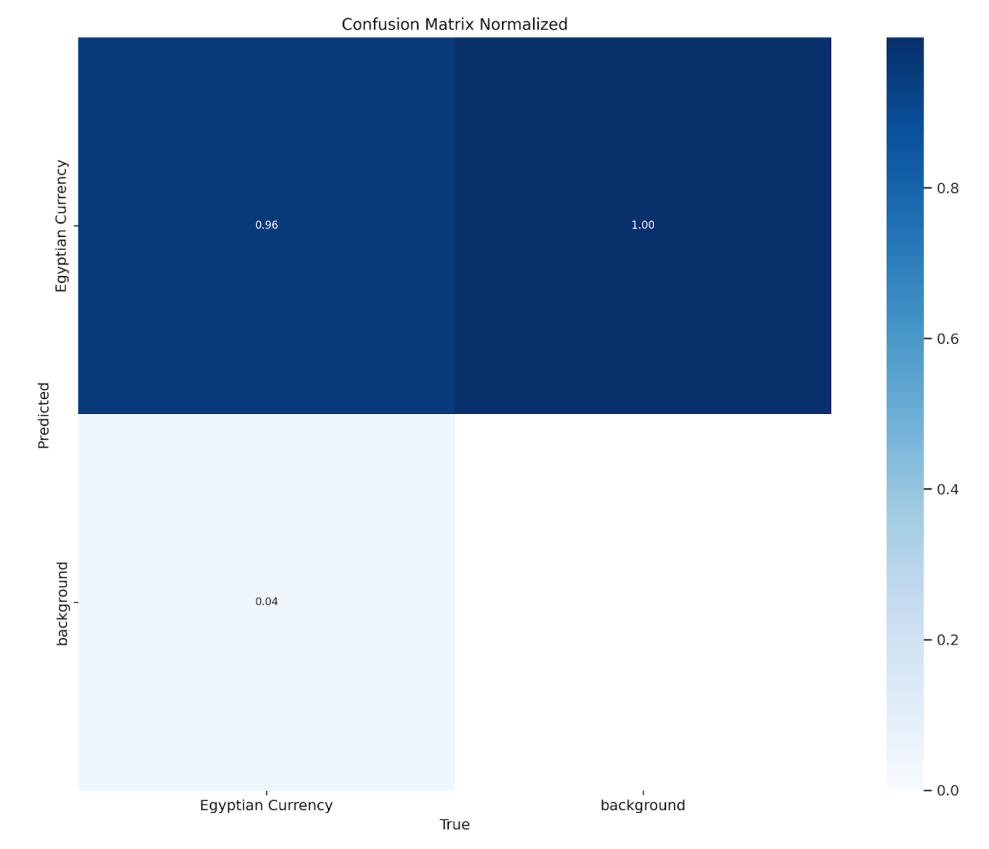 Confusion Matrix Normalized
Egyptian Currency
background
Predicted
0.96
1.00
0.04
Egyptian Currency
background
True
0.8
0.6
0.4
0.2
0.0